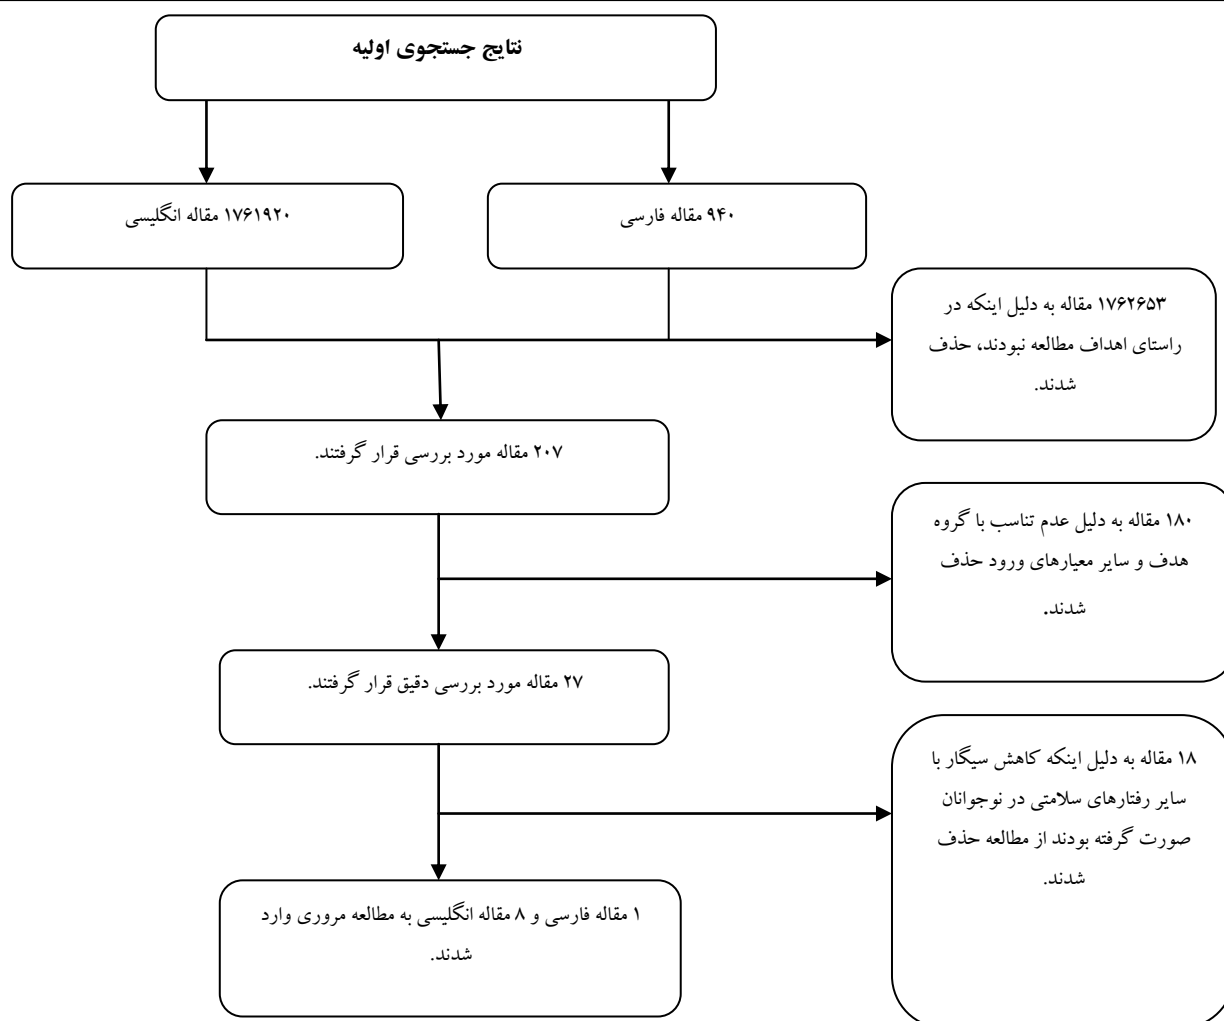 نتایج جستجوی اولیه
۹۴۰ مقاله فارسی
۱۷۶۱۹۲۰ مقاله انگلیسی
۱۷۶۲۶۵۳ مقاله به دلیل اینکه در
راستای اهداف مطالعه نبودند، حذف
شدند.
۲۰۷ مقاله مورد بررسی قرار گرفتند.
۱۸۰ مقاله به دلیل عدم تناسب با گروه
هدف و سایر معیارهای ورود حذف
شدند.
۲۷ مقاله مورد بررسی دقیق قرار گرفتند.
۱۸ مقاله به دلیل اینکه کاهش سیگار با
سایر رفتارهای سلامتی در نوجوانان
صورت گرفته بودند از مطالعه حذف
شدند.
۱ مقاله فارسی و ۸ مقاله انگلیسی به مطالعه مروری وارد
شدند.